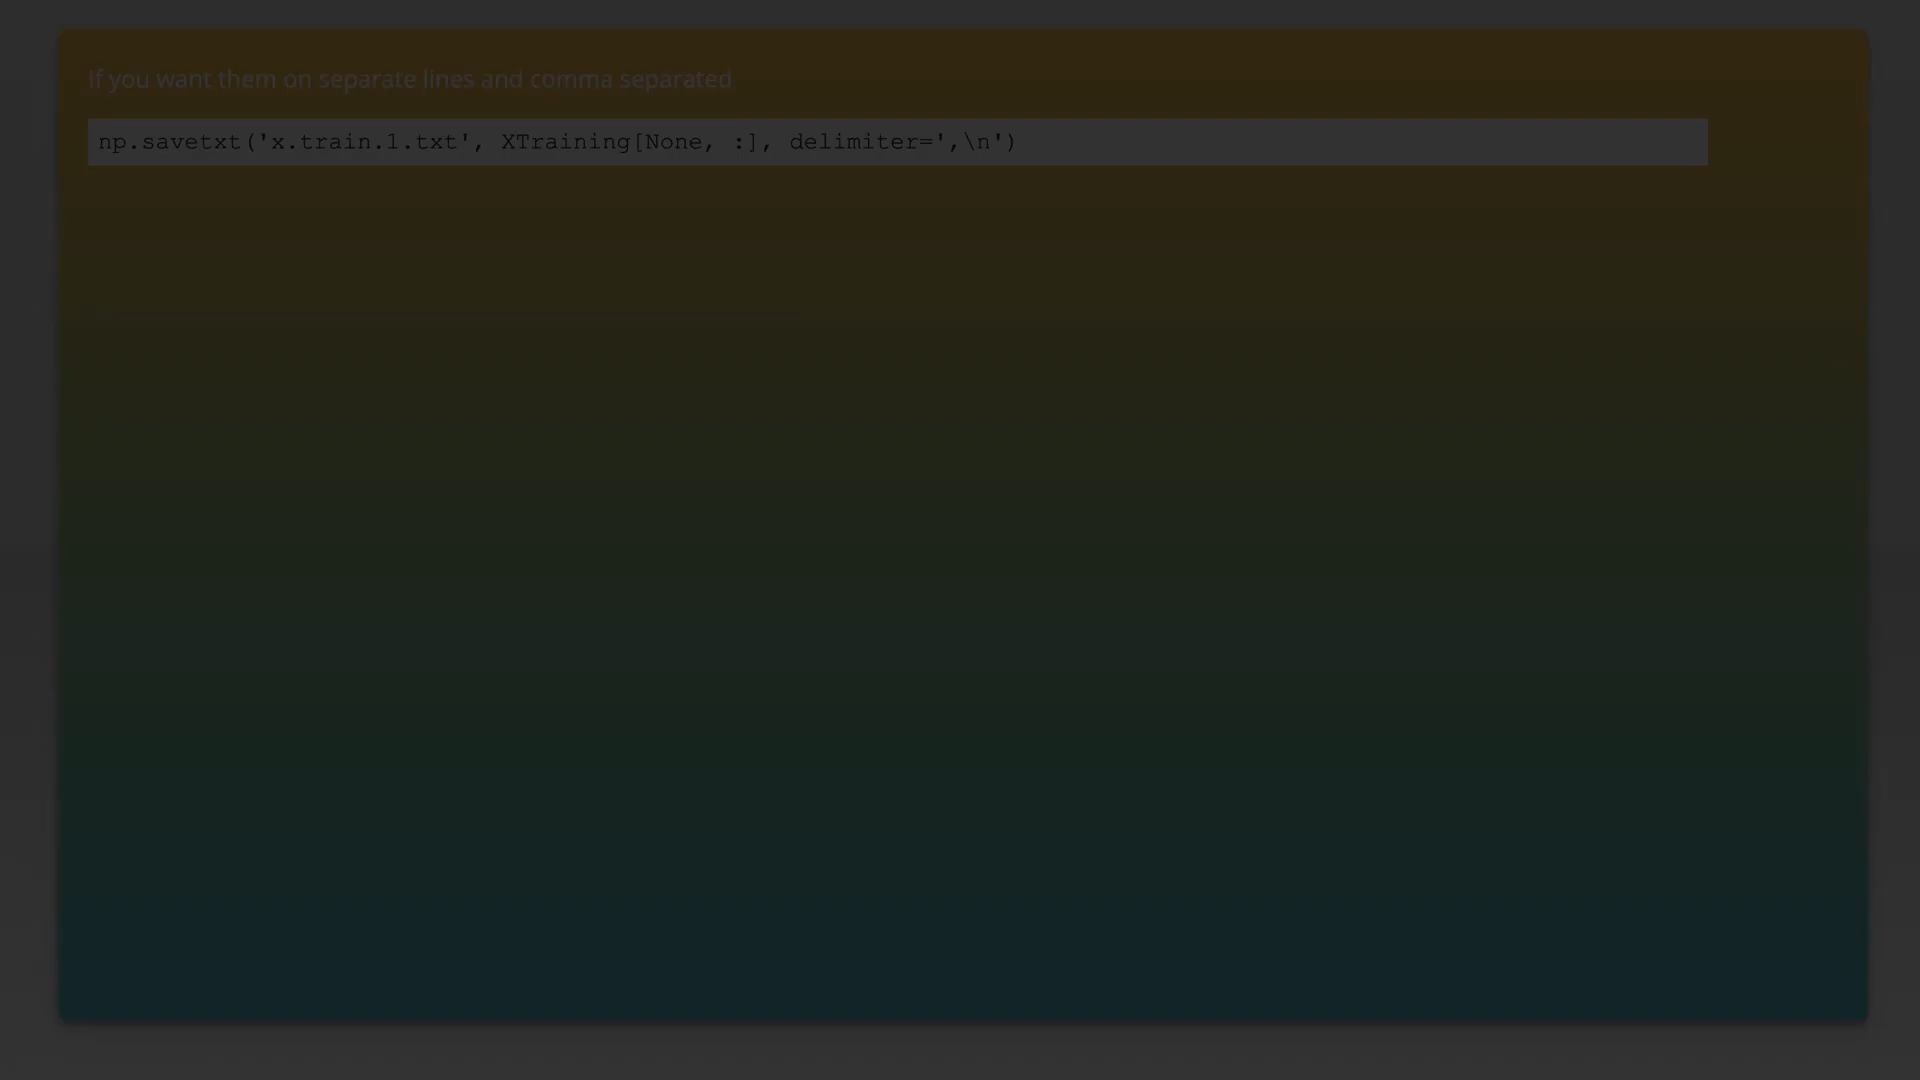 If you want them on separate lines and comma separated
np.savetxt('x.train.1.txt', XTraining[None, :], delimiter=',\n')